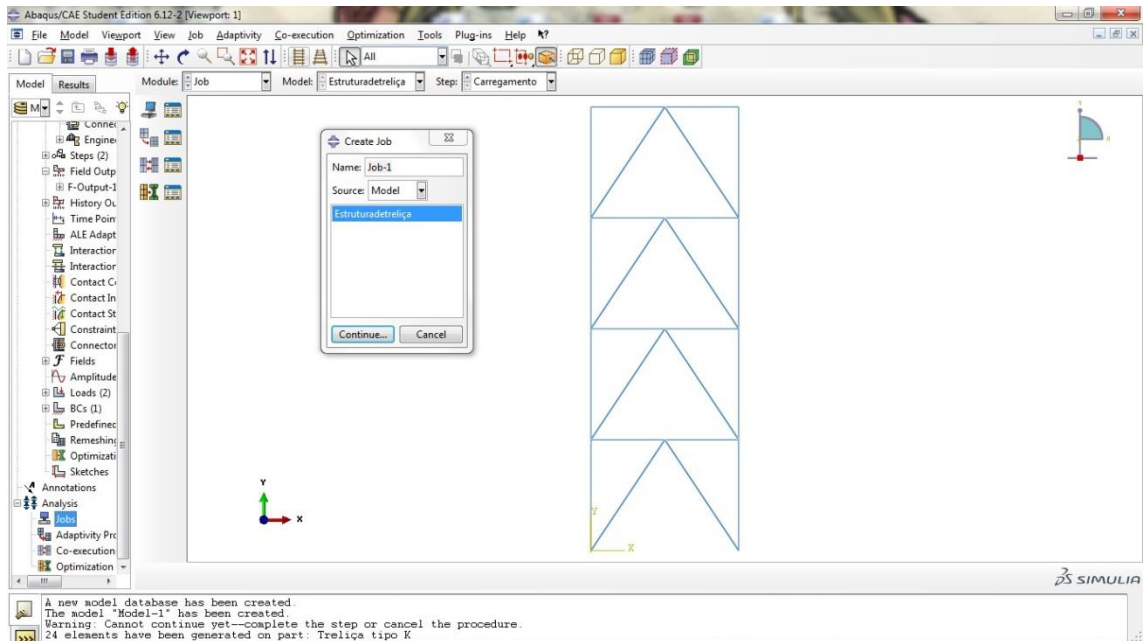 Abaqus/CAE Student Edition 6.12-2 [Viewport: 1]
File Model Viewport View Job Adaptivity Co-execution Optimization Tools Plug-ins Help
All
Model Results
Module: Job Model: Estruturadetreliça Step: Carregamento
M
Connec
Engine
Steps (2)
Field Outp
F-Output-1
History Ou
Time Poin
ALE Adapt
Interaction
Interaction
Contact Co
Contact In
Contact St
Constraint
Connector
Fields
Amplitude
Loads (2)
BCs (1)
Predefined
Remeshing
Optimizati
Sketches
Annotations
Analysis
Jobs
Adaptivity Pro
Co-execution
Optimization
Create Job
Name: Job-1
Source: Model
Estruturadetreliça
Continue...
Cancel
Y
X
Y
X
Y
X
SIMULIA
A new model database has been created.
The model "Model-1" has been created.
Warning: Cannot continue yet--complete the step or cancel the procedure.
24 elements have been generated on part: Treliça tipo K